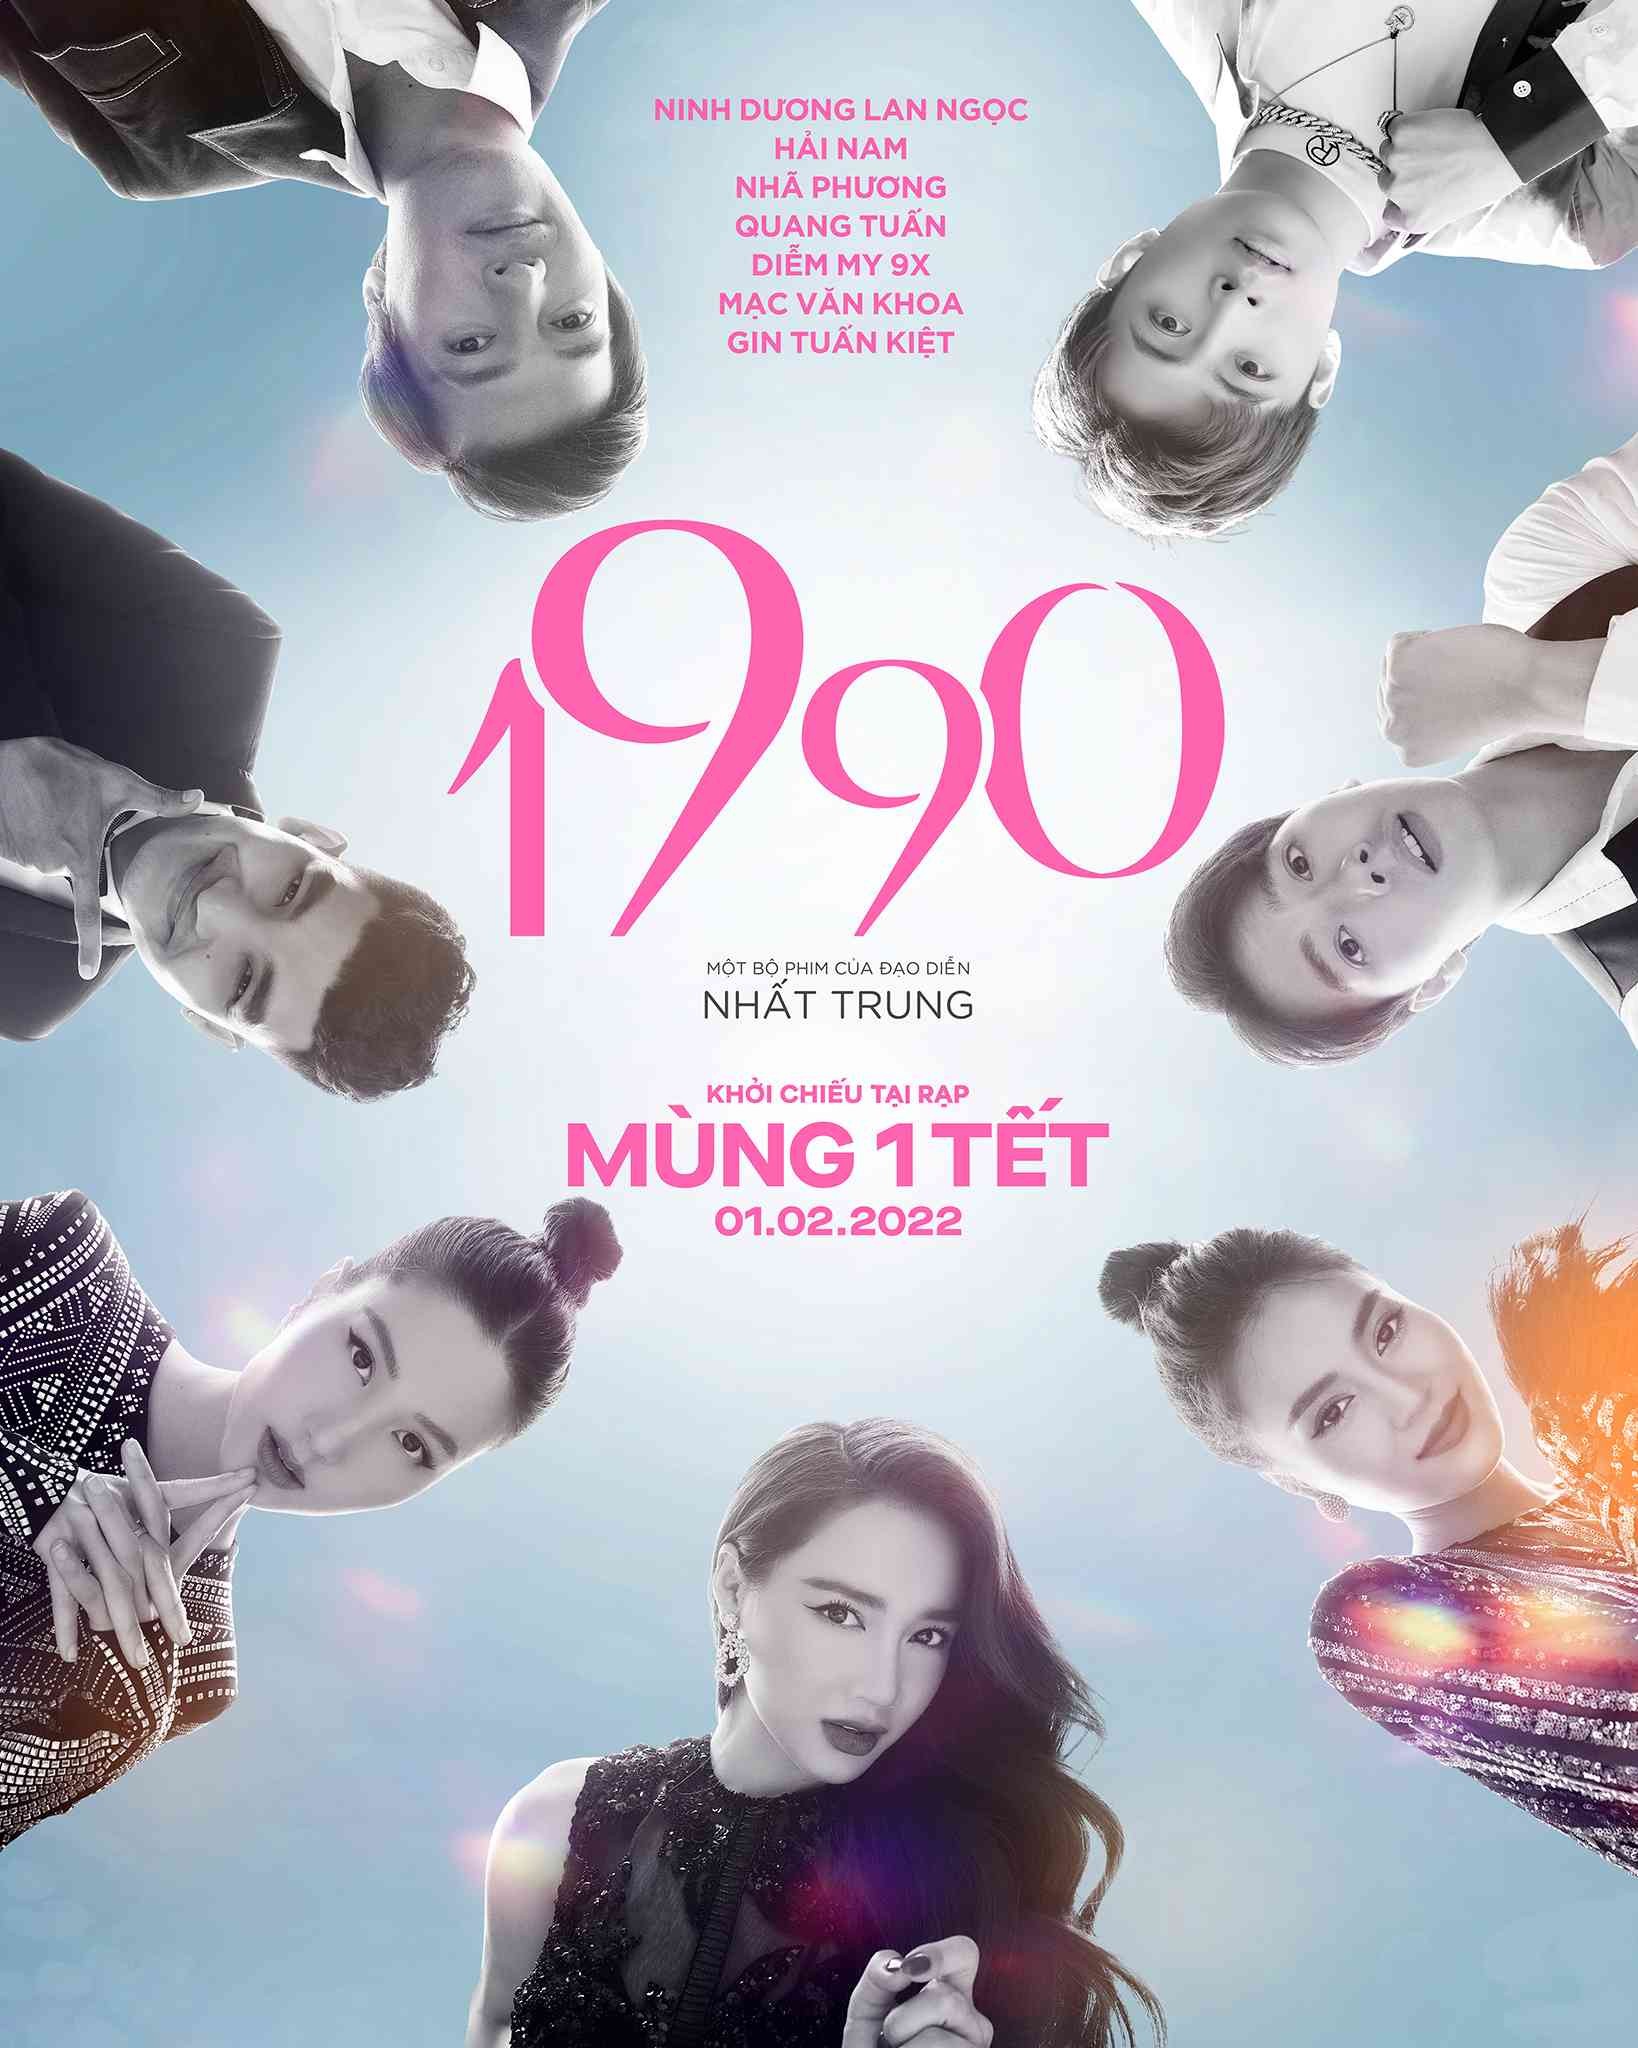 NINH DƯƠNG LAN NGỌC
HẢI NAM
NHÃ PHƯƠNG
QUANG TUẤN
DIỄM MY 9X
MẠC VĂN KHOA
GIN TUẤN KIỆT
1990
MỘT BỘ PHIM CỦA ĐẠO DIỄN
NHẤT TRUNG
KHỞI CHIẾU TẠI RẠP
MÙNG 1 TẾT
01.02.2022